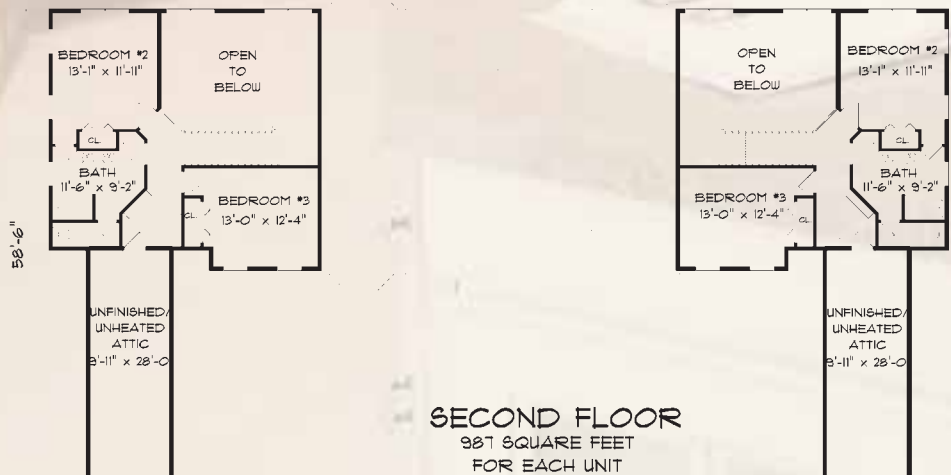 BEDROOM #2
13'-1" x 11'-11"
OPEN
TO
BELOW
CL.
BATH
11'-6" x 9'-2"
BEDROOM #3
13'-0" x 12'-4"
CL.
58'-6"
UNFINISHED/
UNHEATED
ATTIC
9'-11" x 28'-0
OPEN
TO
BELOW
BEDROOM #2
13'-1" x 11'-11"
CL.
BATH
11'-6" x 9'-2"
BEDROOM #3
13'-0" x 12'-4"
CL.
UNFINISHED/
UNHEATED
ATTIC
9'-11" x 28'-0
SECOND FLOOR
987 SQUARE FEET
FOR EACH UNIT